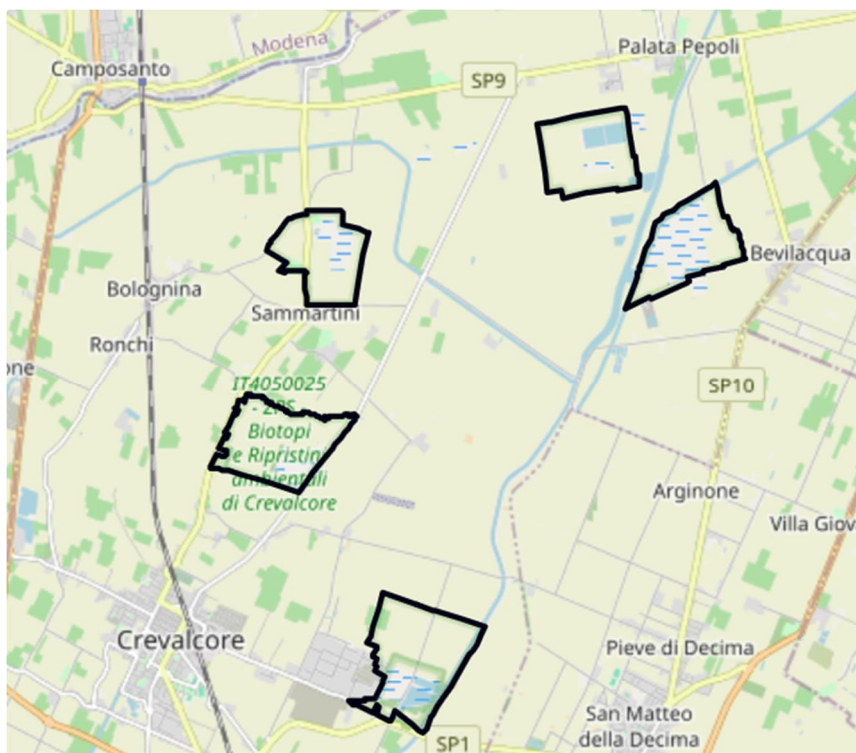 Palata Pepoli
Modena
Camposanto
SP9
Bevilacqua
Bolognina
Sammartini
Ronchi
one
IT4050025
- ZPS
Biotopi
e Ripristini
ambientali
di Crevalcore
SP10
Arginone
Villa Giov
Crevalcore
Pieve di Decima
San Matteo
della Decima
SP1